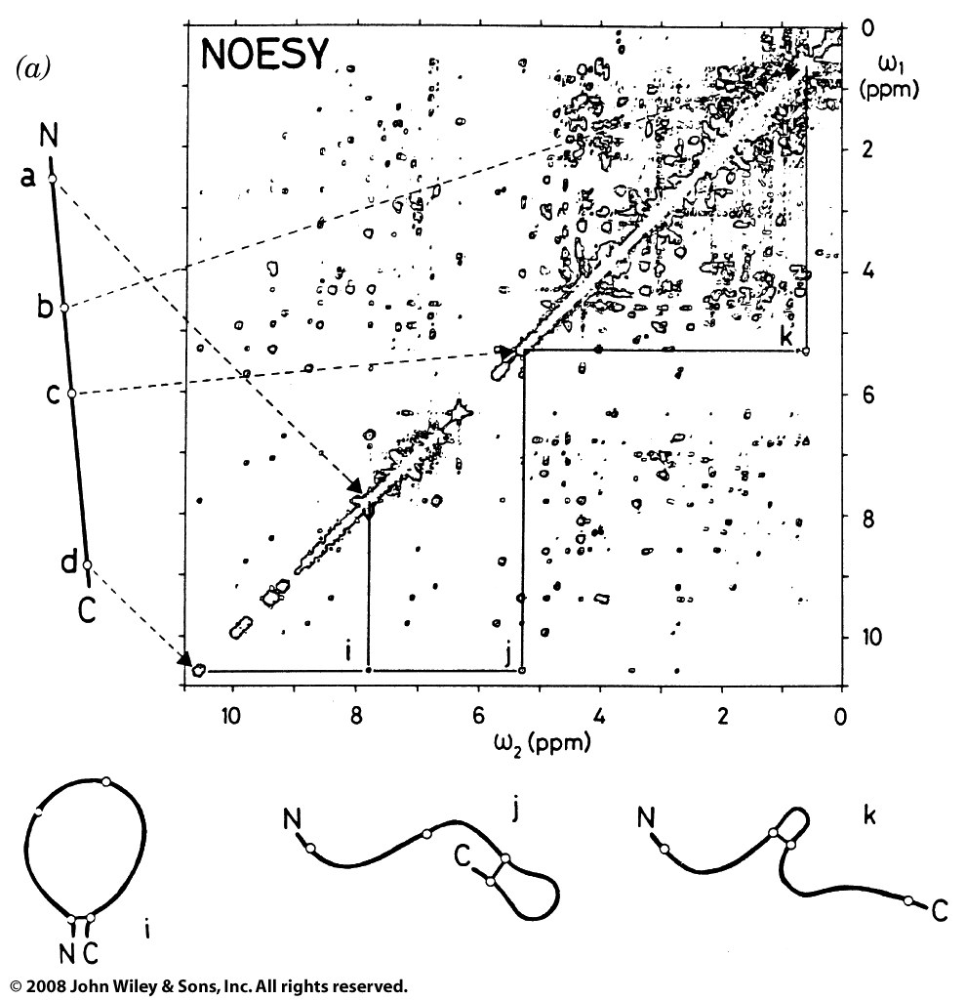 (a)
NOESY
0
ω1
(ppm)
2
4
6
8
10
N
a
b
c
d
C
i
j
k
10 8 6 4 2 0
ω2 (ppm)
N C
i
N
C
j
N
C
k
© 2008 John Wiley & Sons, Inc. All rights reserved.